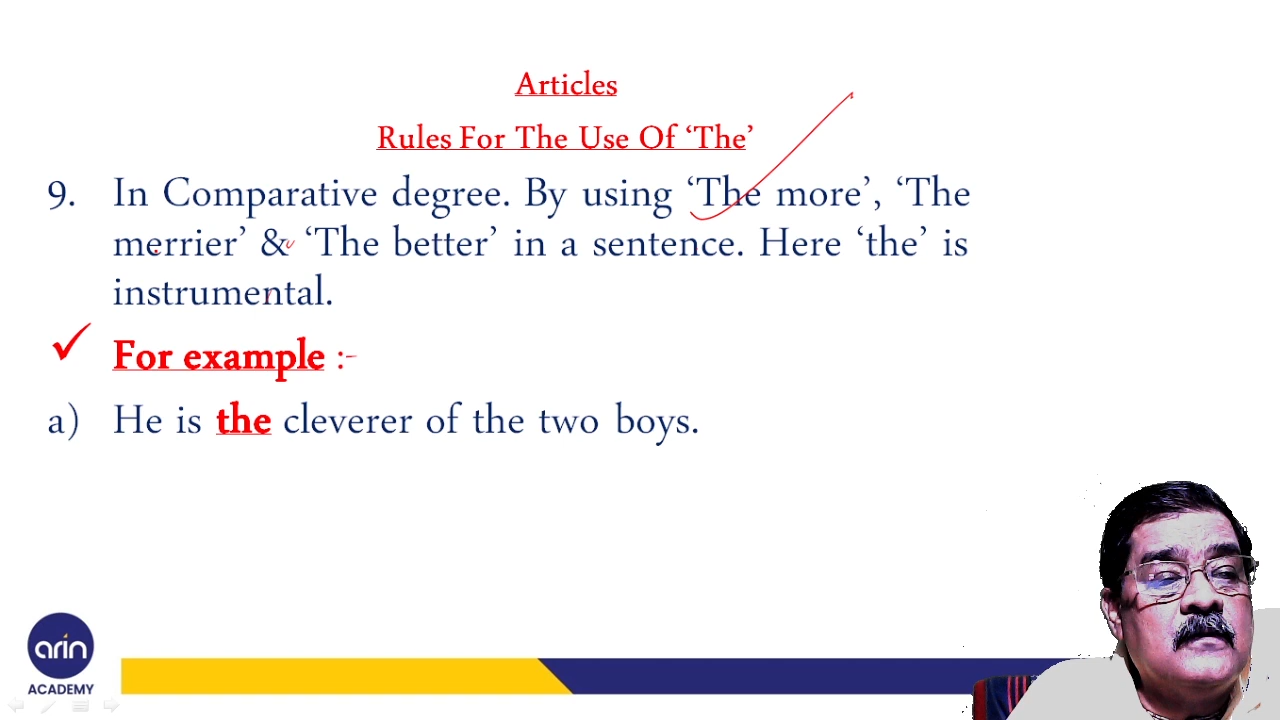 Articles
Rules For The Use Of ‘The’
9. In Comparative degree. By using ‘The more’, ‘The
merrier’ & ‘The better’ in a sentence. Here ‘the’ is
instrumental.
For example :-
a) He is the cleverer of the two boys.
arin
ACADEMY